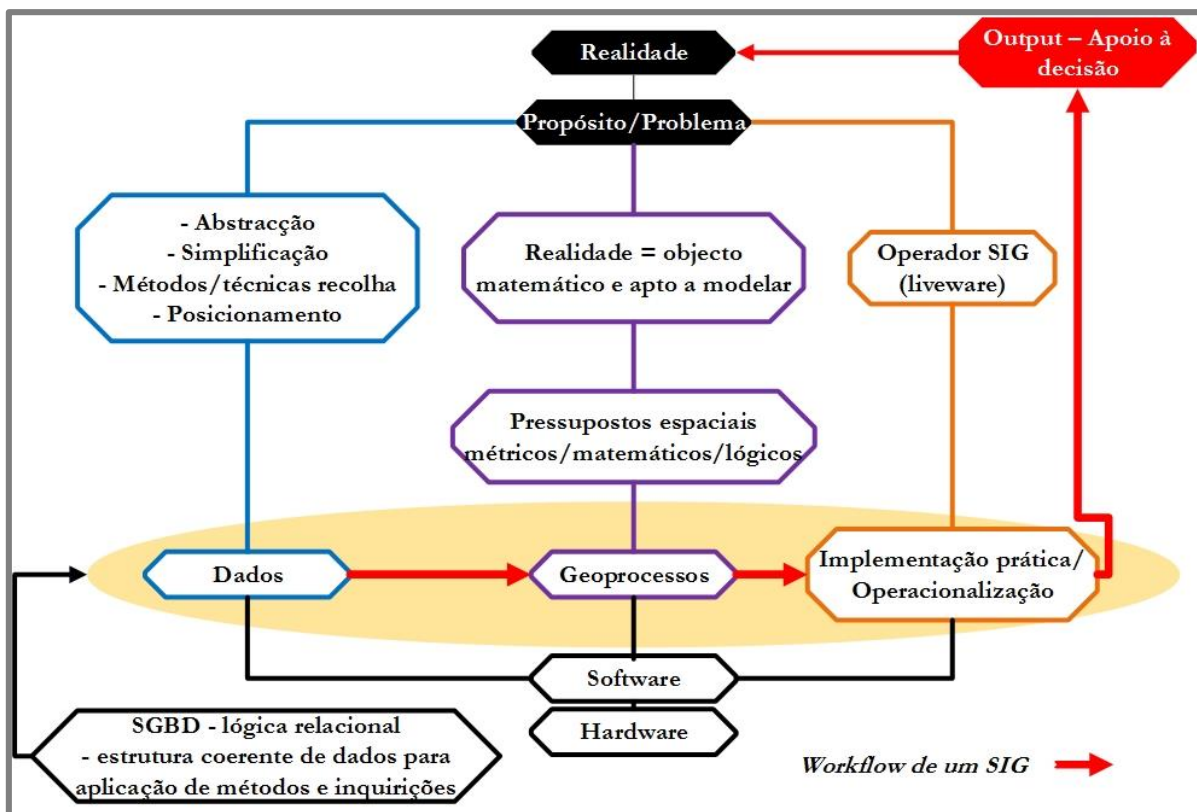 Realidade
Output – Apoio à
decisão
Propósito/Problema
- Abstracção
- Simplificação
- Métodos/técnicas recolha
- Posicionamento
Realidade = objecto
matemático e apto a modelar
Operador SIG
(liveware)
Pressupostos espaciais
métricos/matemáticos/lógicos
Dados
Geoprocessos
Implementação prática/
Operacionalização
Software
Hardware
SGBD - lógica relacional
- estrutura coerente de dados para
aplicação de métodos e inquirições
Workflow de um SIG